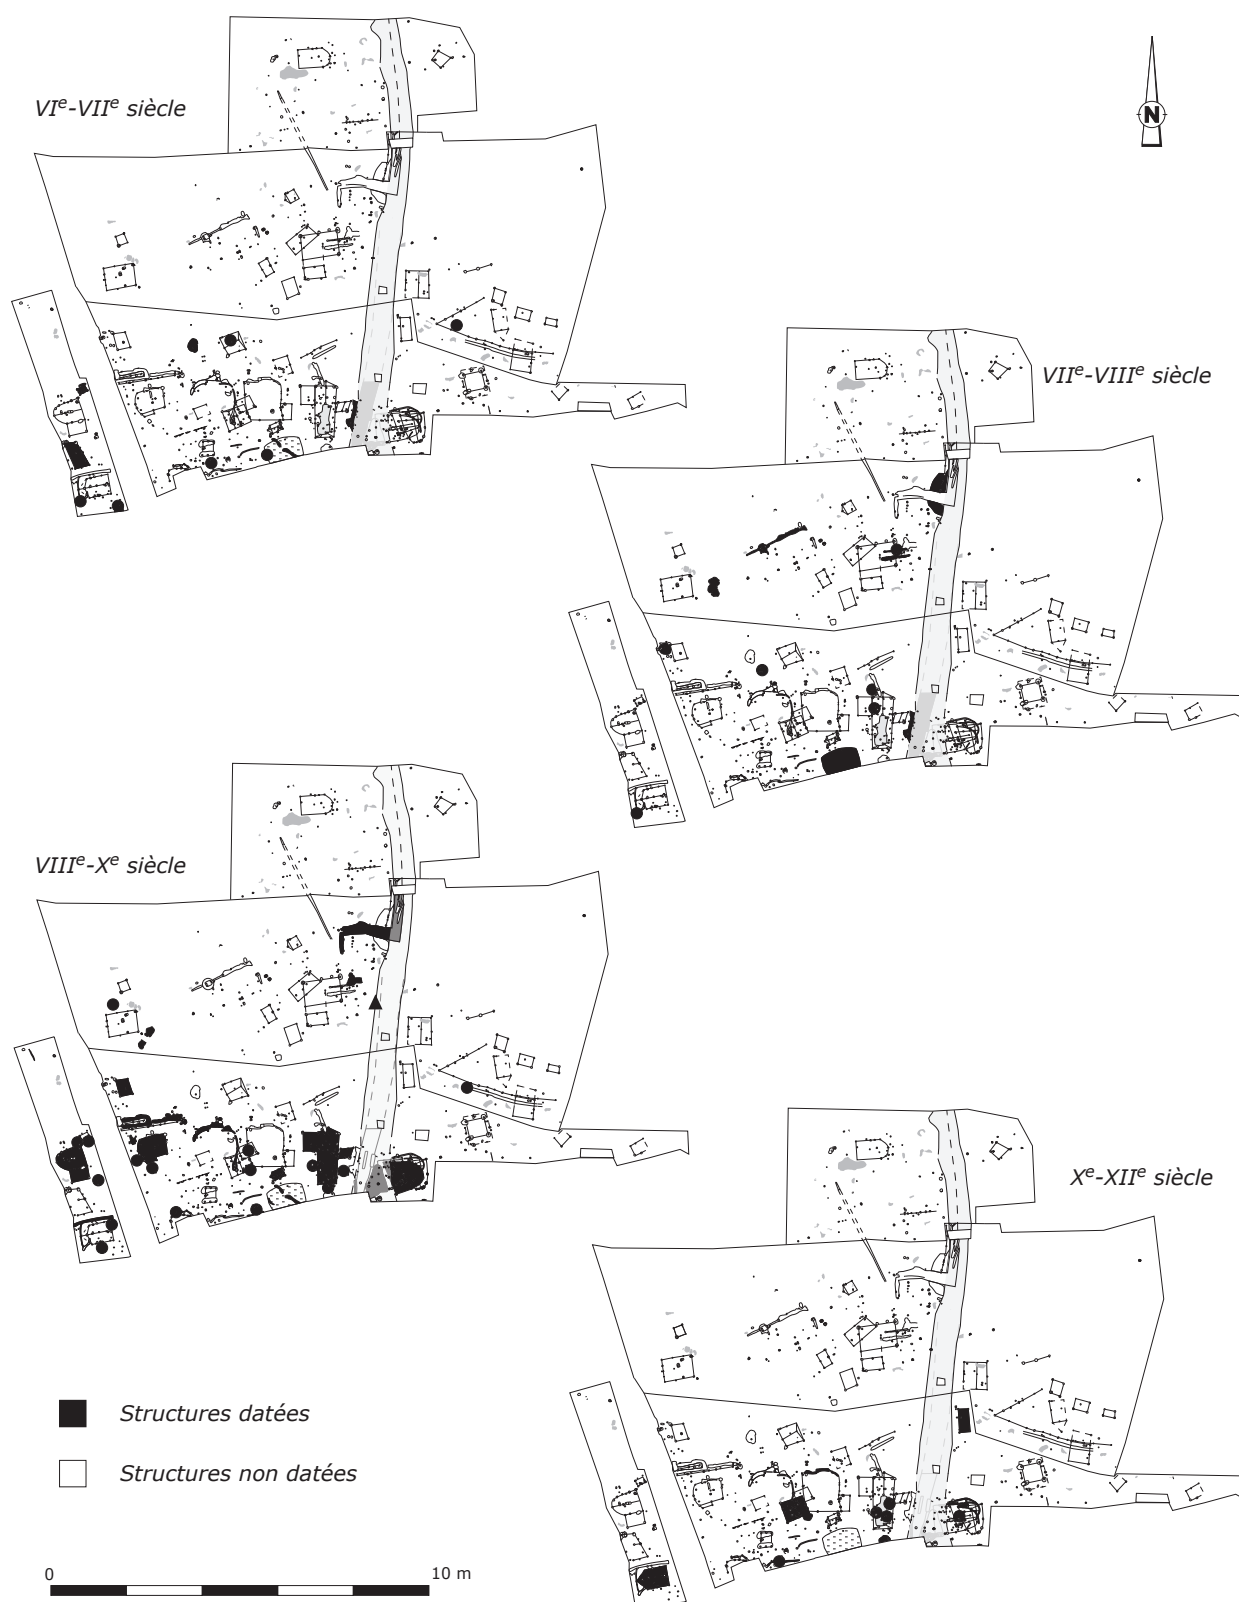 N
VIe-VIIe siècle
VIIe-VIIIe siècle
VIIIe-Xe siècle
Xe-XIIe siècle
Structures datées
Structures non datées
0 10 m